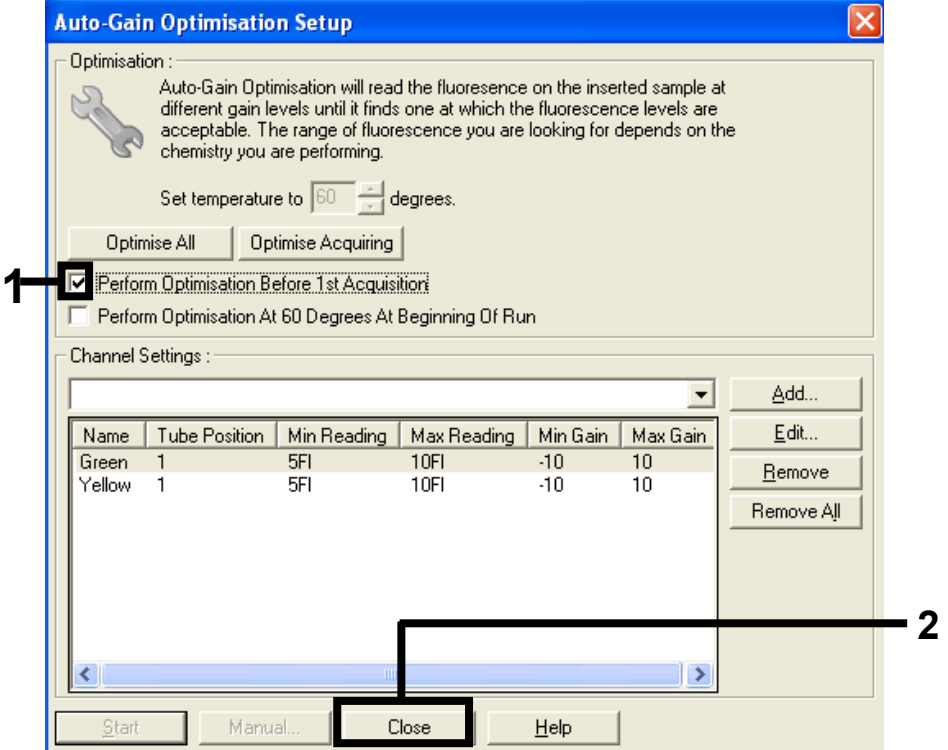 Auto-Gain Optimisation Setup
Optimisation :
Auto-Gain Optimisation will read the fluoresence on the inserted sample at
different gain levels until it finds one at which the fluorescence levels are
acceptable. The range of fluorescence you are looking for depends on the
chemistry you are performing.
Set temperature to 60 degrees.
Optimise All Optimise Acquiring
1 Perform Optimisation Before 1st Acquisition
Perform Optimisation At 60 Degrees At Beginning Of Run
Channel Settings :
Add...
Name Tube Position Min Reading Max Reading Min Gain Max Gain Edit...
Green 1 5Fl 10Fl -10 10
Remove
Yellow 1 5Fl 10Fl -10 10
Remove All
2
Start Manual... Close Help